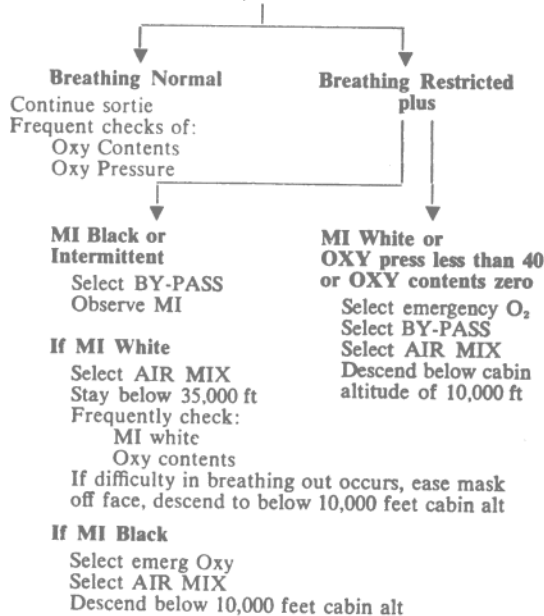 Breathing Normal
Continue sortie
Frequent checks of:
Oxy Contents
Oxy Pressure
Breathing Restricted
plus
MI Black or
Intermittent
Select BY-PASS
Observe MI
If MI White
Select AIR MIX
Stay below 35,000 ft
Frequently check:
MI white
Oxy contents
If difficulty in breathing out occurs, ease mask
off face, descend to below 10,000 feet cabin alt
If MI Black
Select emerg Oxy
Select AIR MIX
Descend below 10,000 feet cabin alt
MI White or
OXY press less than 40
or OXY contents zero
Select emergency O₂
Select BY-PASS
Select AIR MIX
Descend below cabin
altitude of 10,000 ft